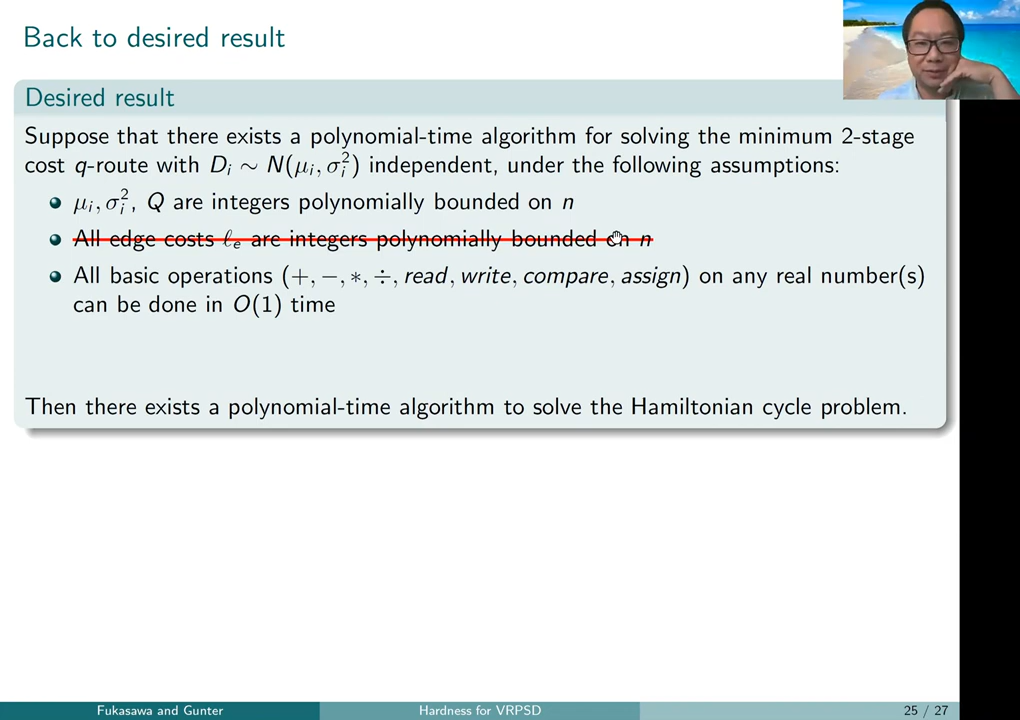 Back to desired result
Desired result
Suppose that there exists a polynomial-time algorithm for solving the minimum 2-stage
cost q-route with Dᵢ ∼ N(μᵢ, σᵢ²) independent, under the following assumptions:
μᵢ, σᵢ², Q are integers polynomially bounded on n
All edge costs ℓₑ are integers polynomially bounded on n
All basic operations (+, −, ∗, ÷, read, write, compare, assign) on any real number(s)
can be done in O(1) time
Then there exists a polynomial-time algorithm to solve the Hamiltonian cycle problem.
Fukasawa and Gunter Hardness for VRPSD 25 / 27